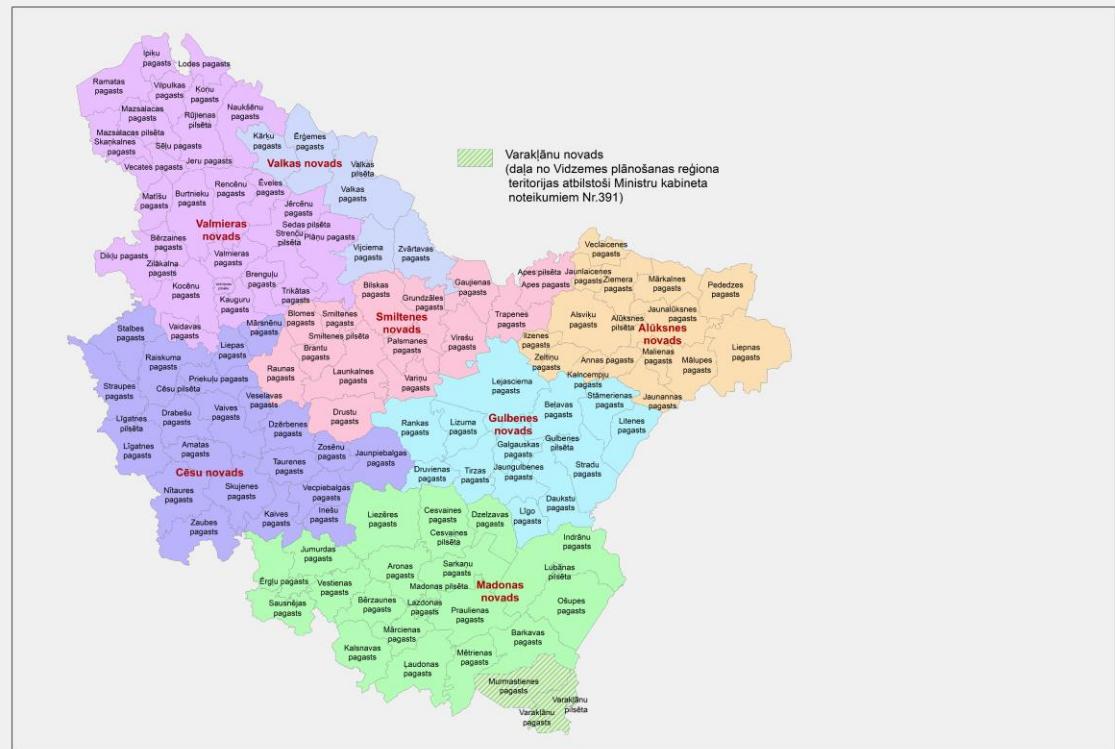 Ipiķu
pagasts
Lodes pagasts
Ramatas
pagasts
Vilpulkas
pagasts
Koņu
pagasts
Naukšēnu
pagasts
Mazsalacas
pagasts
Rūjienas
pilsēta
Mazsalacas pilsēta
Skaņkalnes
pagasts
Sēļu pagasts
Vecates pagasts
Jeru pagasts
Kārķu
pagasts
Ērģemes
pagasts
Valkas novads
Valkas
pilsēta
Valkas
pagasts
Varakļānu novads
(daļa no Vidzemes plānošanas reģiona
teritorijas atbilstoši Ministru kabineta
noteikumiem Nr.391)
Rencēnu
pagasts
Ēveles
pagasts
Matīšu
pagasts
Burtnieku
pagasts
Jērcēnu
pagasts
Valmieras
novads
Sedas pilsēta
Strenču
pilsēta
Plāņu pagasts
Bērzaines
pagasts
Dikļu pagasts
Zilākalna
pagasts
Valmieras
pagasts
Brenguļu
pagasts
Kocēnu
pagasts
Kauguru
pagasts
Trikātas
pagasts
Vaidavas
pagasts
Vijciema
pagasts
Zvārtavas
pagasts
Bilskas
pagasts
Grundzāles
pagasts
Gaujienas
pagasts
Apes pilsēta
Apes pagasts
Trapenes
pagasts
Blomes
pagasts
Smiltenes
pagasts
Smiltenes
novads
Smiltenes pilsēta
Palsmanes
pagasts
Virešu
pagasts
Brantu
pagasts
Raunas
pagasts
Launkalnes
pagasts
Variņu
pagasts
Drustu
pagasts
Veclaicenes
pagasts
Jaunlaicenes
pagasts
Ziemera
pagasts
Mārkalnes
pagasts
Pededzes
pagasts
Alsviķu
pagasts
Alūksnes
pilsēta
Jaunalūksnes
pagasts
Alūksnes
novads
Ilzenes
pagasts
Zeltiņu
pagasts
Annas pagasts
Malienas
pagasts
Mālupes
pagasts
Liepnas
pagasts
Jaunannas
pagasts
Kalncempju
pagasts
Lejasciema
pagasts
Stāmerienas
pagasts
Beļavas
pagasts
Litenes
pagasts
Gulbenes
novads
Rankas
pagasts
Lizuma
pagasts
Galgauskas
pagasts
Gulbenes
pilsēta
Stradu
pagasts
Druvienas
pagasts
Tirzas
pagasts
Jaungulbenes
pagasts
Daukstu
pagasts
Līgo
pagasts
Stalbes
pagasts
Mārsnēnu
pagasts
Liepas
pagasts
Raiskuma
pagasts
Priekuļu pagasts
Straupes
pagasts
Cēsu pilsēta
Veselavas
pagasts
Līgatnes
pilsēta
Drabešu
pagasts
Vaives
pagasts
Dzērbenes
pagasts
Līgatnes
pagasts
Amatas
pagasts
Zosēnu
pagasts
Jaunpiebalgas
pagasts
Cēsu novads
Taurenes
pagasts
Nītaures
pagasts
Skujenes
pagasts
Vecpiebalgas
pagasts
Zaubes
pagasts
Kaives
pagasts
Inešu
pagasts
Liezēres
pagasts
Cesvaines
pagasts
Dzelzavas
pagasts
Cesvaines
pilsēta
Indrānu
pagasts
Jumurdas
pagasts
Aronas
pagasts
Sarkaņu
pagasts
Lubānas
pilsēta
Ērgļu pagasts
Vestienas
pagasts
Madonas pilsēta
Madonas
novads
Sausnējas
pagasts
Bērzaunes
pagasts
Lazdonas
pagasts
Praulienas
pagasts
Ošupes
pagasts
Mārcienas
pagasts
Barkavas
pagasts
Kalsnavas
pagasts
Mētrienas
pagasts
Ļaudonas
pagasts
Murmastienes
pagasts
Varakļānu
pilsēta
Varakļānu
pagasts